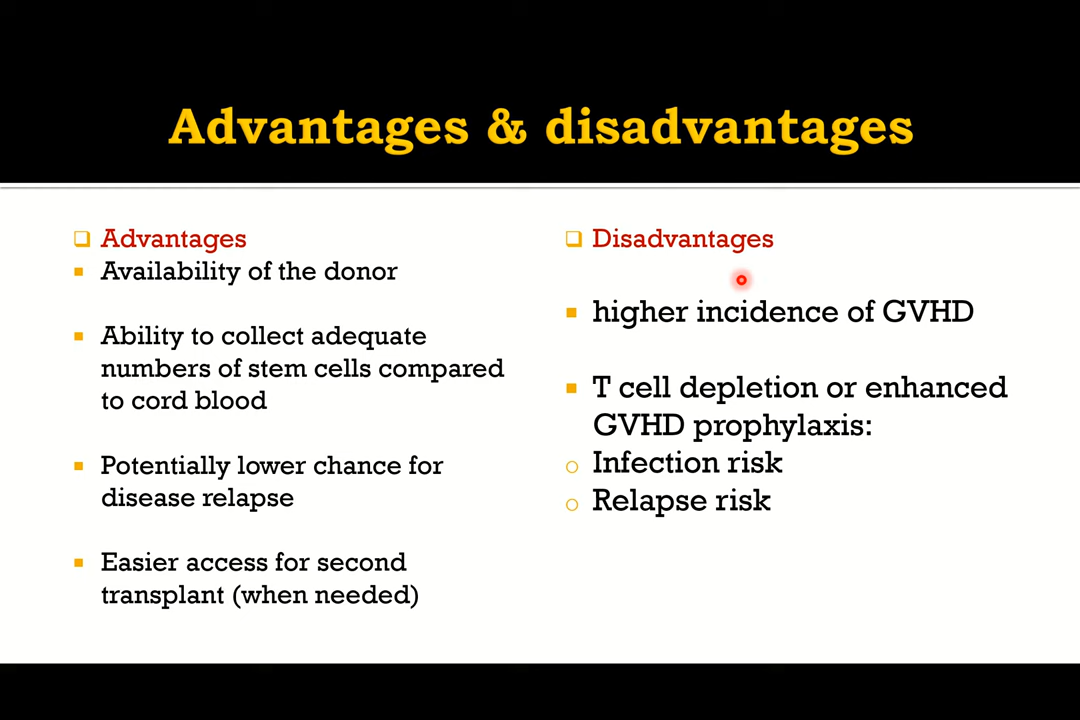 Advantages & disadvantages
Advantages
Availability of the donor
Ability to collect adequate
numbers of stem cells compared
to cord blood
Potentially lower chance for
disease relapse
Easier access for second
transplant (when needed)
Disadvantages
higher incidence of GVHD
T cell depletion or enhanced
GVHD prophylaxis:
Infection risk
Relapse risk